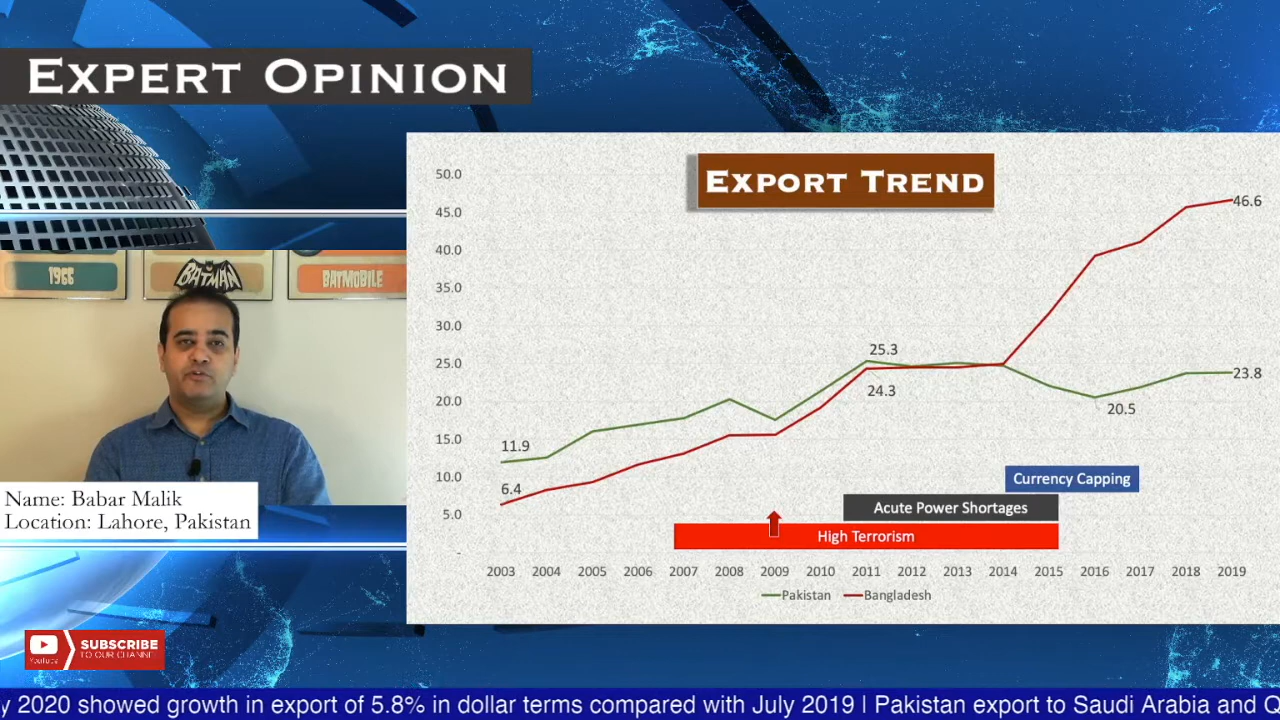 EXPERT OPINION
1966
BATMAN
BATMOBILE
Name: Babar Malik
Location: Lahore, Pakistan
EXPORT TREND
50.0
45.0
40.0
35.0
30.0
25.0
20.0
15.0
10.0
5.0
-
46.6
25.3
24.3
23.8
20.5
11.9
6.4
Currency Capping
Acute Power Shortages
High Terrorism
2003 2004 2005 2006 2007 2008 2009 2010 2011 2012 2013 2014 2015 2016 2017 2018 2019
Pakistan Bangladesh
YouTube
SUBSCRIBE
TO OUR CHANNEL
y 2020 showed growth in export of 5.8% in dollar terms compared with July 2019 | Pakistan export to Saudi Arabia and Q